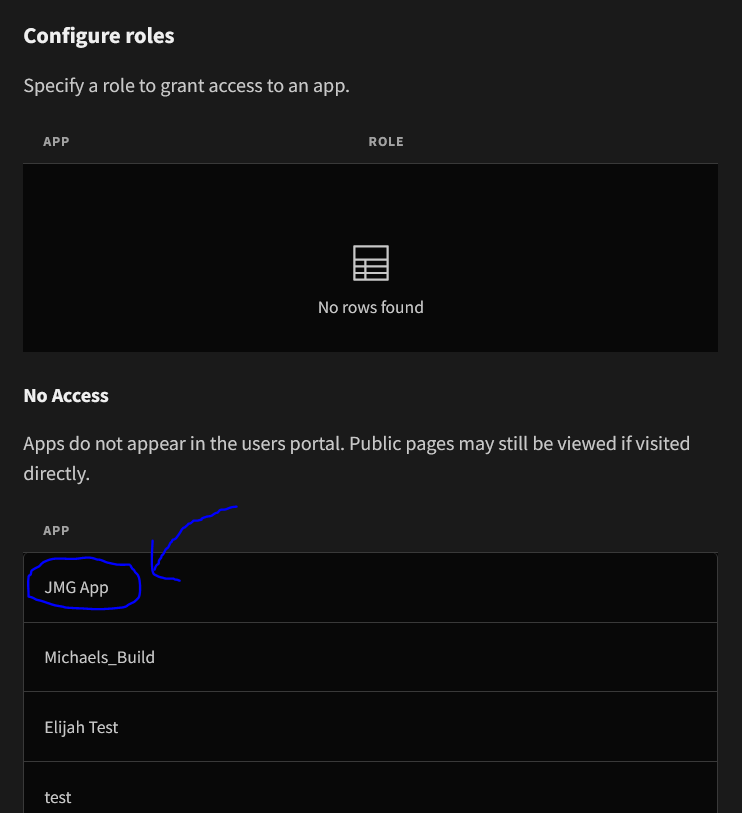 Configure roles
Specify a role to grant access to an app.
APP ROLE
No rows found
No Access
Apps do not appear in the users portal. Public pages may still be viewed if visited
directly.
APP
JMG App
Michaels_Build
Elijah Test
test